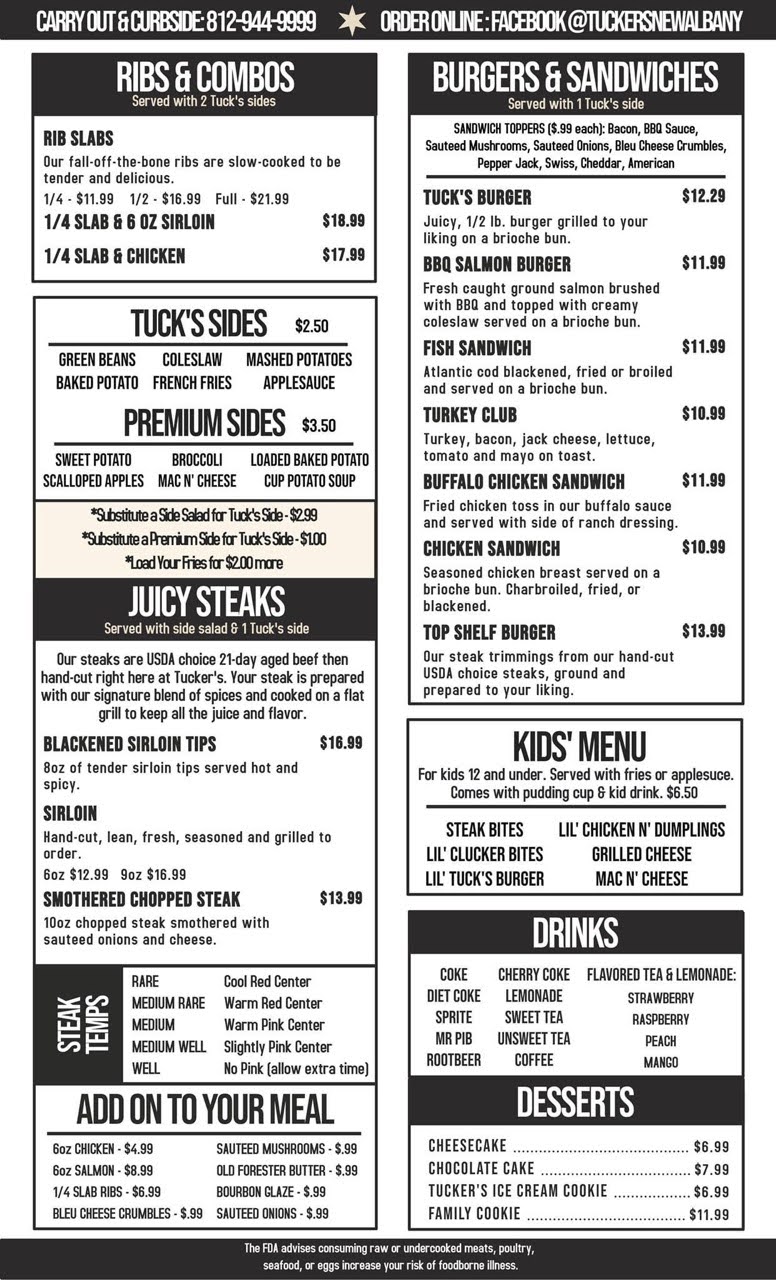 CARRY OUT & CURBSIDE: 812-944-9999 ORDER ONLINE : FACEBOOK @TUCKERSNEWALBANY
RIBS & COMBOS
Served with 2 Tuck's sides
RIB SLABS
Our fall-off-the-bone ribs are slow-cooked to be
tender and delicious.
1/4 - $11.99 1/2 - $16.99 Full - $21.99
1/4 SLAB & 6 OZ SIRLOIN $18.99
1/4 SLAB & CHICKEN $17.99
TUCK'S SIDES $2.50
GREEN BEANS COLESLAW MASHED POTATOES
BAKED POTATO FRENCH FRIES APPLESAUCE
PREMIUM SIDES $3.50
SWEET POTATO BROCCOLI LOADED BAKED POTATO
SCALLOPED APPLES MAC N' CHEESE CUP POTATO SOUP
*Substitute a Side Salad for Tuck's Side - $2.99
*Substitute a Premium Side for Tuck's Side - $1.00
*Load Your Fries for $2.00 more
JUICY STEAKS
Served with side salad & 1 Tuck's side
Our steaks are USDA choice 21-day aged beef then
hand-cut right here at Tucker's. Your steak is prepared
with our signature blend of spices and cooked on a flat
grill to keep all the juice and flavor.
BLACKENED SIRLOIN TIPS $16.99
8oz of tender sirloin tips served hot and
spicy.
SIRLOIN
Hand-cut, lean, fresh, seasoned and grilled to
order.
6oz $12.99 9oz $16.99
SMOTHERED CHOPPED STEAK $13.99
10oz chopped steak smothered with
sauteed onions and cheese.
STEAK
TEMPS
RARE Cool Red Center
MEDIUM RARE Warm Red Center
MEDIUM Warm Pink Center
MEDIUM WELL Slightly Pink Center
WELL No Pink (allow extra time)
ADD ON TO YOUR MEAL
6oz CHICKEN - $4.99 SAUTEED MUSHROOMS - $.99
6oz SALMON - $8.99 OLD FORESTER BUTTER - $.99
1/4 SLAB RIBS - $6.99 BOURBON GLAZE - $.99
BLEU CHEESE CRUMBLES - $.99 SAUTEED ONIONS - $.99
BURGERS & SANDWICHES
Served with 1 Tuck's side
SANDWICH TOPPERS ($.99 each): Bacon, BBQ Sauce,
Sauteed Mushrooms, Sauteed Onions, Bleu Cheese Crumbles,
Pepper Jack, Swiss, Cheddar, American
TUCK'S BURGER $12.29
Juicy, 1/2 lb. burger grilled to your
liking on a brioche bun.
BBQ SALMON BURGER $11.99
Fresh caught ground salmon brushed
with BBQ and topped with creamy
coleslaw served on a brioche bun.
FISH SANDWICH $11.99
Atlantic cod blackened, fried or broiled
and served on a brioche bun.
TURKEY CLUB $10.99
Turkey, bacon, jack cheese, lettuce,
tomato and mayo on toast.
BUFFALO CHICKEN SANDWICH $11.99
Fried chicken toss in our buffalo sauce
and served with side of ranch dressing.
CHICKEN SANDWICH $10.99
Seasoned chicken breast served on a
brioche bun. Charbroiled, fried, or
blackened.
TOP SHELF BURGER $13.99
Our steak trimmings from our hand-cut
USDA choice steaks, ground and
prepared to your liking.
KIDS' MENU
For kids 12 and under. Served with fries or applesuce.
Comes with pudding cup & kid drink. $6.50
STEAK BITES LIL' CHICKEN N' DUMPLINGS
LIL' CLUCKER BITES GRILLED CHEESE
LIL' TUCK'S BURGER MAC N' CHEESE
DRINKS
COKE CHERRY COKE FLAVORED TEA & LEMONADE:
DIET COKE LEMONADE STRAWBERRY
SPRITE SWEET TEA RASPBERRY
MR PIB UNSWEET TEA PEACH
ROOTBEER COFFEE MANGO
DESSERTS
CHEESECAKE ........................................ $6.99
CHOCOLATE CAKE .................................. $7.99
TUCKER'S ICE CREAM COOKIE ................. $6.99
FAMILY COOKIE .................................... $11.99
The FDA advises consuming raw or undercooked meats, poultry,
seafood, or eggs increase your risk of foodborne illness.